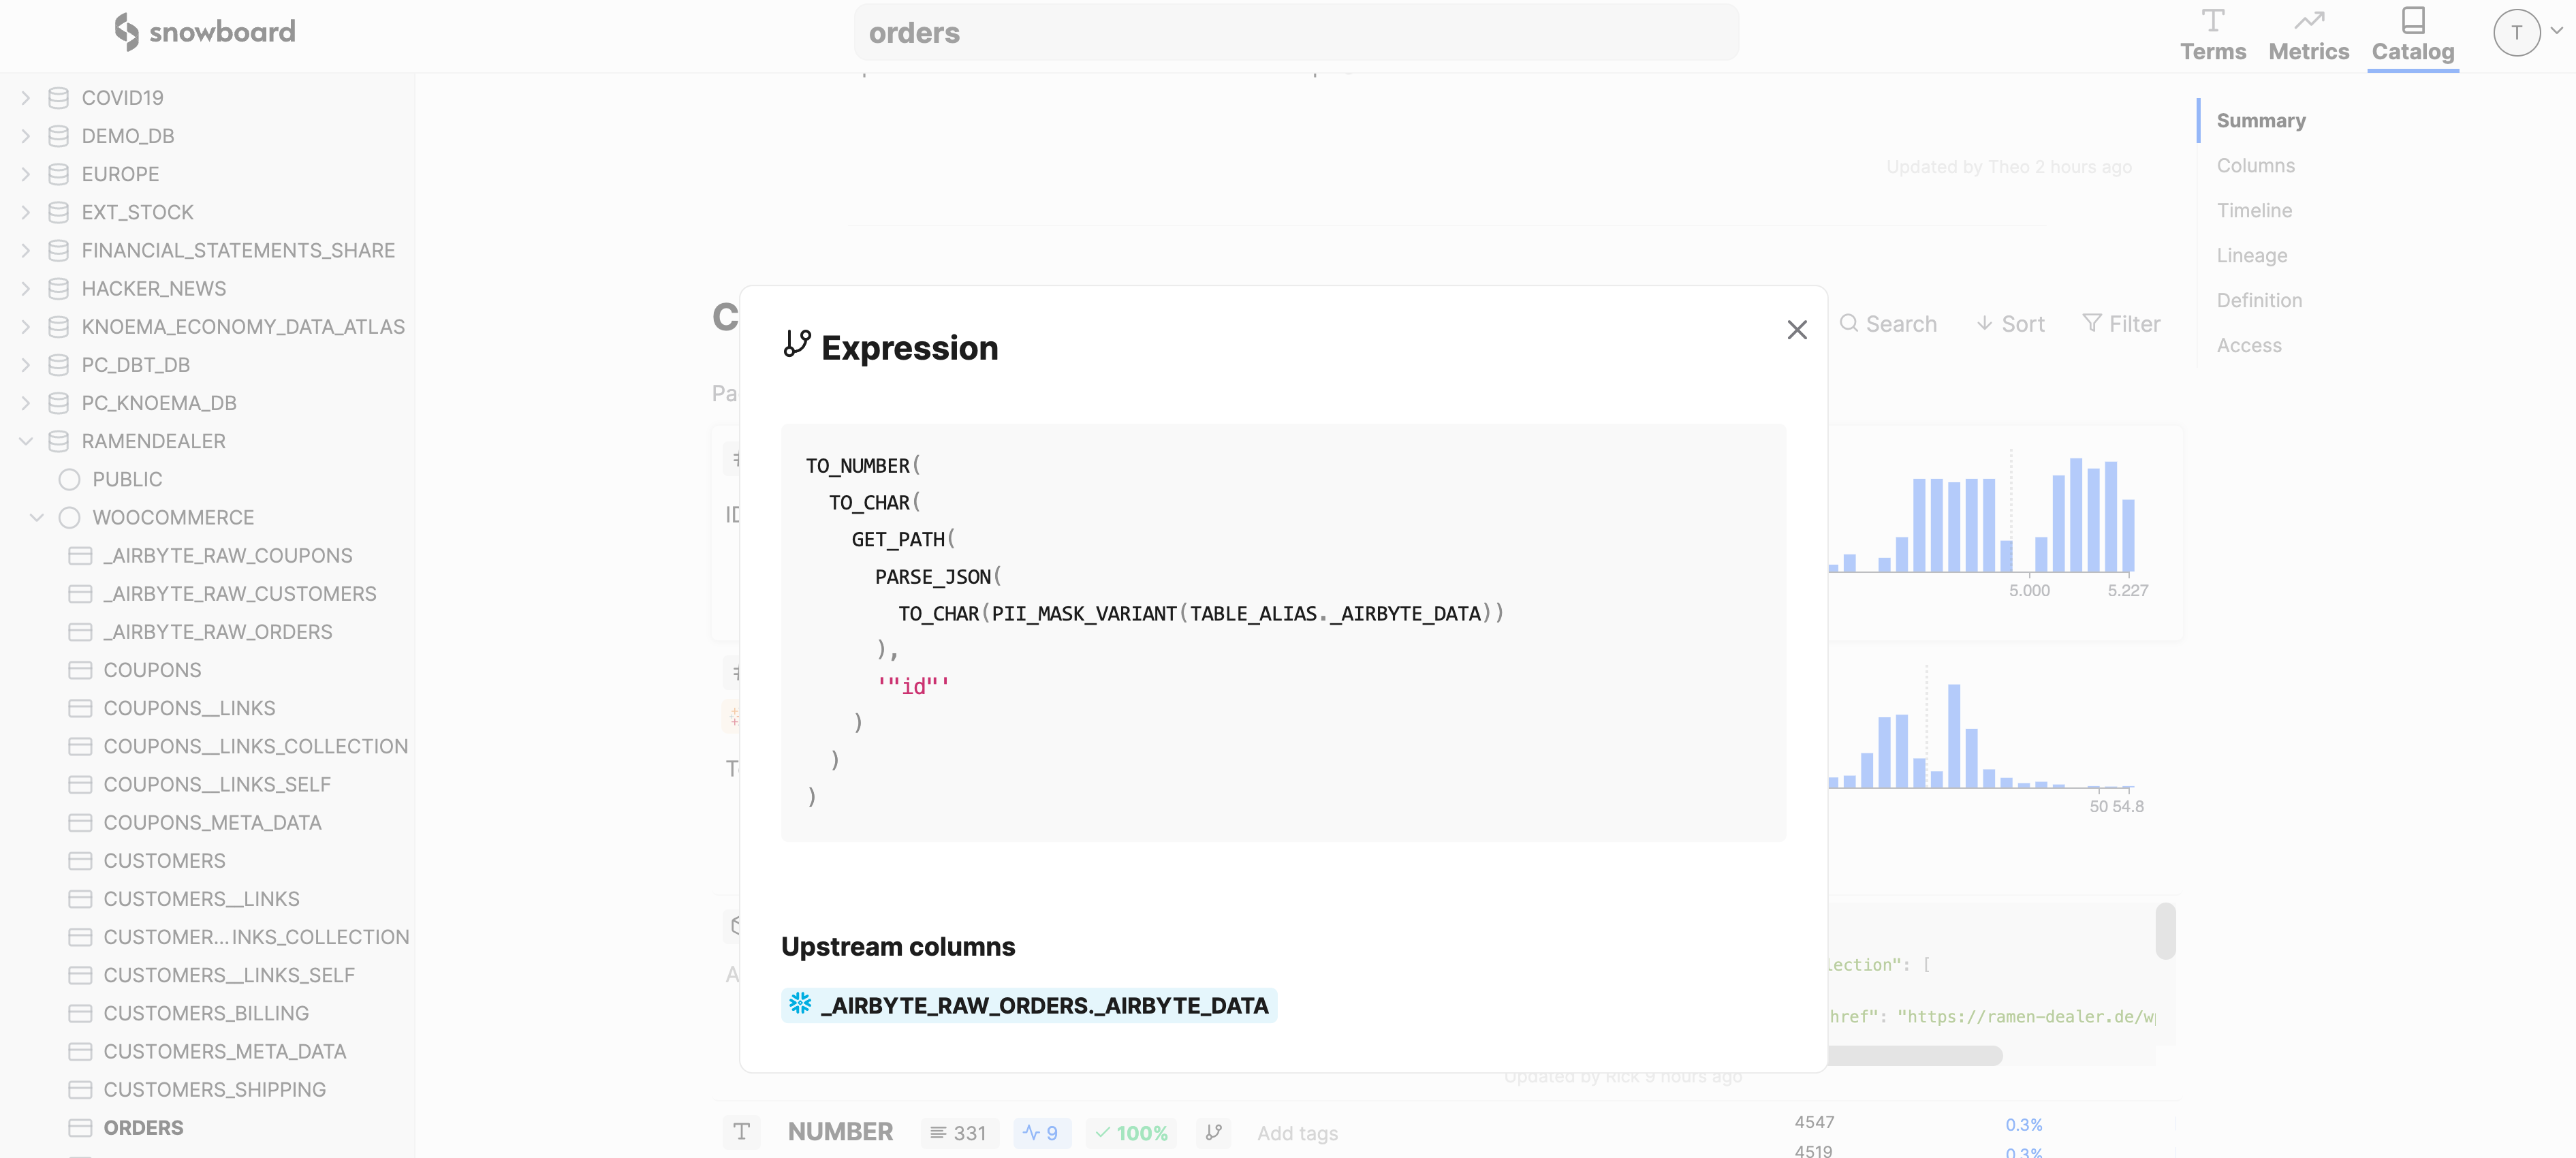 snowboard
orders
Terms
Metrics
Catalog
T
COVID19
DEMO_DB
EUROPE
EXT_STOCK
FINANCIAL_STATEMENTS_SHARE
HACKER_NEWS
KNOEMA_ECONOMY_DATA_ATLAS
PC_DBT_DB
PC_KNOEMA_DB
RAMENDEALER
PUBLIC
WOOCOMMERCE
_AIRBYTE_RAW_COUPONS
_AIRBYTE_RAW_CUSTOMERS
_AIRBYTE_RAW_ORDERS
COUPONS
COUPONS__LINKS
COUPONS__LINKS_COLLECTION
COUPONS__LINKS_SELF
COUPONS_META_DATA
CUSTOMERS
CUSTOMERS__LINKS
CUSTOMER...INKS_COLLECTION
CUSTOMERS__LINKS_SELF
CUSTOMERS_BILLING
CUSTOMERS_META_DATA
CUSTOMERS_SHIPPING
ORDERS
Updated by Theo 2 hours ago
C
Search
Sort
Filter
Pa
ID
Expression
TO_NUMBER(
TO_CHAR(
GET_PATH(
PARSE_JSON(
TO_CHAR(PII_MASK_VARIANT(TABLE_ALIAS._AIRBYTE_DATA))
),
'"id"'
)
)
)
Upstream columns
_AIRBYTE_RAW_ORDERS._AIRBYTE_DATA
5.000
5.227
50 54.8
lection": [
href": "https://ramen-dealer.de/w
Updated by Rick 9 hours ago
T
NUMBER
331
9
100%
Add tags
4547
0.3%
4519
0.3%
Summary
Columns
Timeline
Lineage
Definition
Access